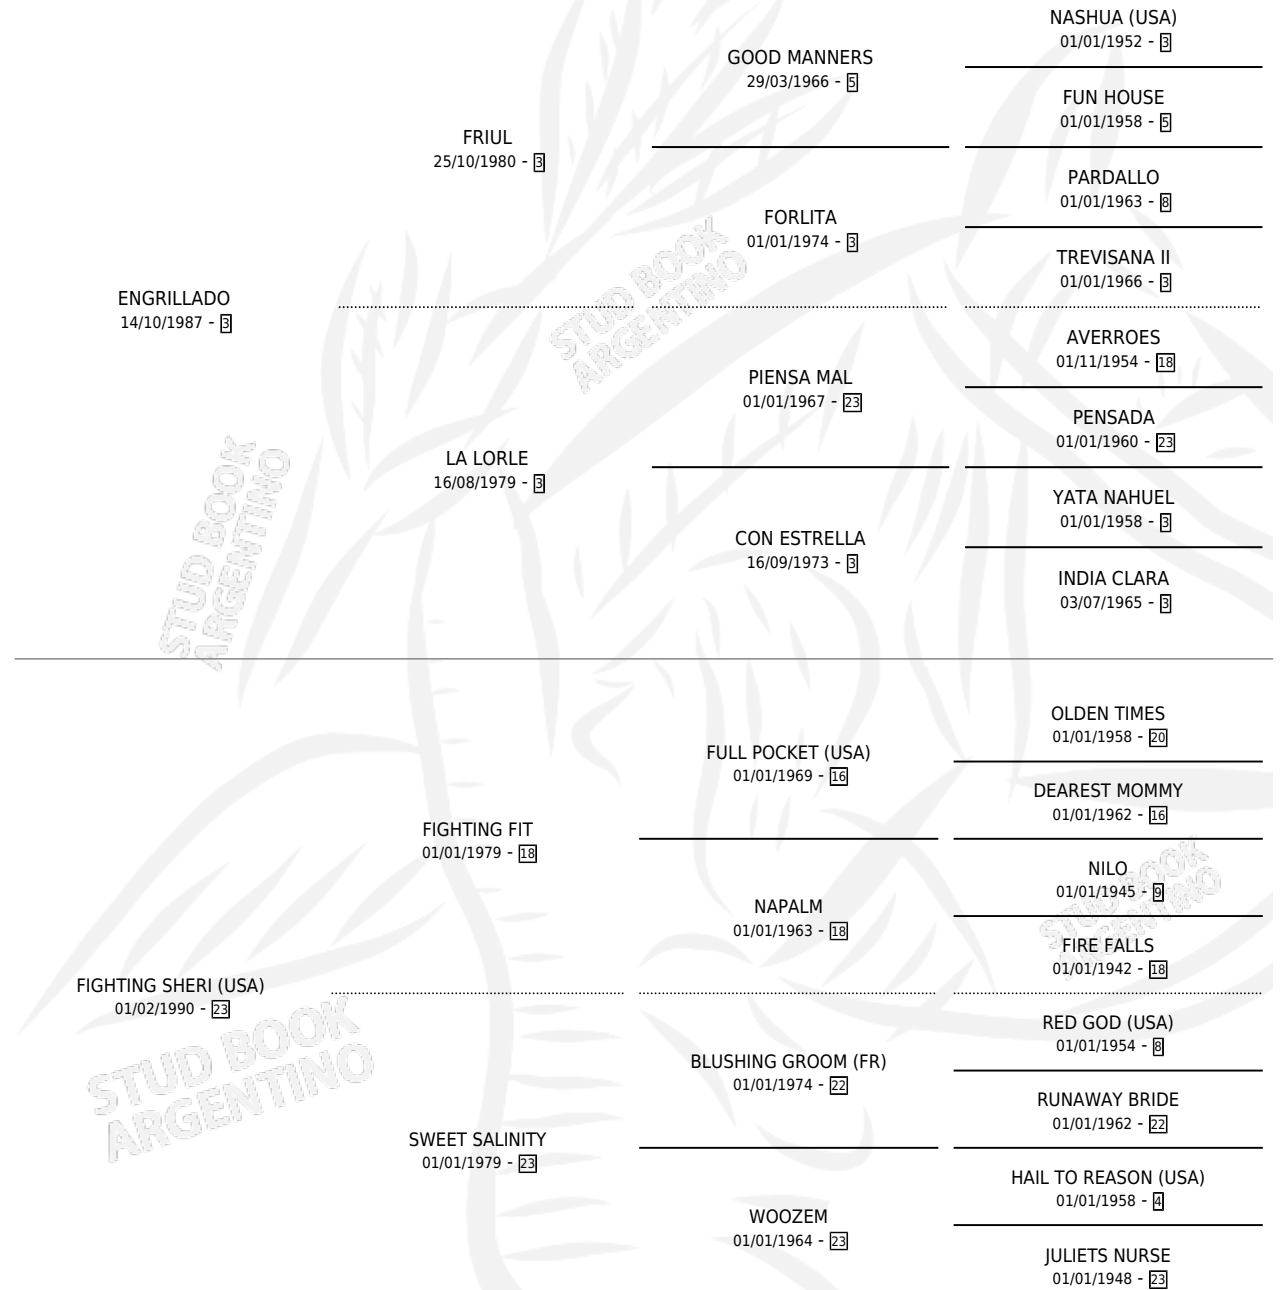 NASHUA (USA)
01/01/1952 - 3
GOOD MANNERS
29/03/1966 - 5
FUN HOUSE
01/01/1958 - 5
FRIUL
25/10/1980 - 3
PARDALLO
01/01/1963 - 8
FORLITA
01/01/1974 - 3
TREVISANA II
01/01/1966 - 3
ENGRILLADO
14/10/1987 - 3
AVERROES
01/11/1954 - 18
PIENSA MAL
01/01/1967 - 23
PENSADA
01/01/1960 - 23
LA LORLE
16/08/1979 - 3
YATA NAHUEL
01/01/1958 - 3
CON ESTRELLA
16/09/1973 - 3
INDIA CLARA
03/07/1965 - 3
STUD BOOK
ARGENTINO
STUD BOOK
ARGENTINO
OLDEN TIMES
01/01/1958 - 20
FULL POCKET (USA)
01/01/1969 - 16
DEAREST MOMMY
01/01/1962 - 16
FIGHTING FIT
01/01/1979 - 18
NILO
01/01/1945 - 9
NAPALM
01/01/1963 - 18
FIRE FALLS
01/01/1942 - 18
STUD BOOK
ARGENTINO
FIGHTING SHERI (USA)
01/02/1990 - 23
RED GOD (USA)
01/01/1954 - 8
BLUSHING GROOM (FR)
01/01/1974 - 22
RUNAWAY BRIDE
01/01/1962 - 22
STUD BOOK
ARGENTINO
SWEET SALINITY
01/01/1979 - 23
HAIL TO REASON (USA)
01/01/1958 - 4
WOOZEM
01/01/1964 - 23
JULIETS NURSE
01/01/1948 - 23